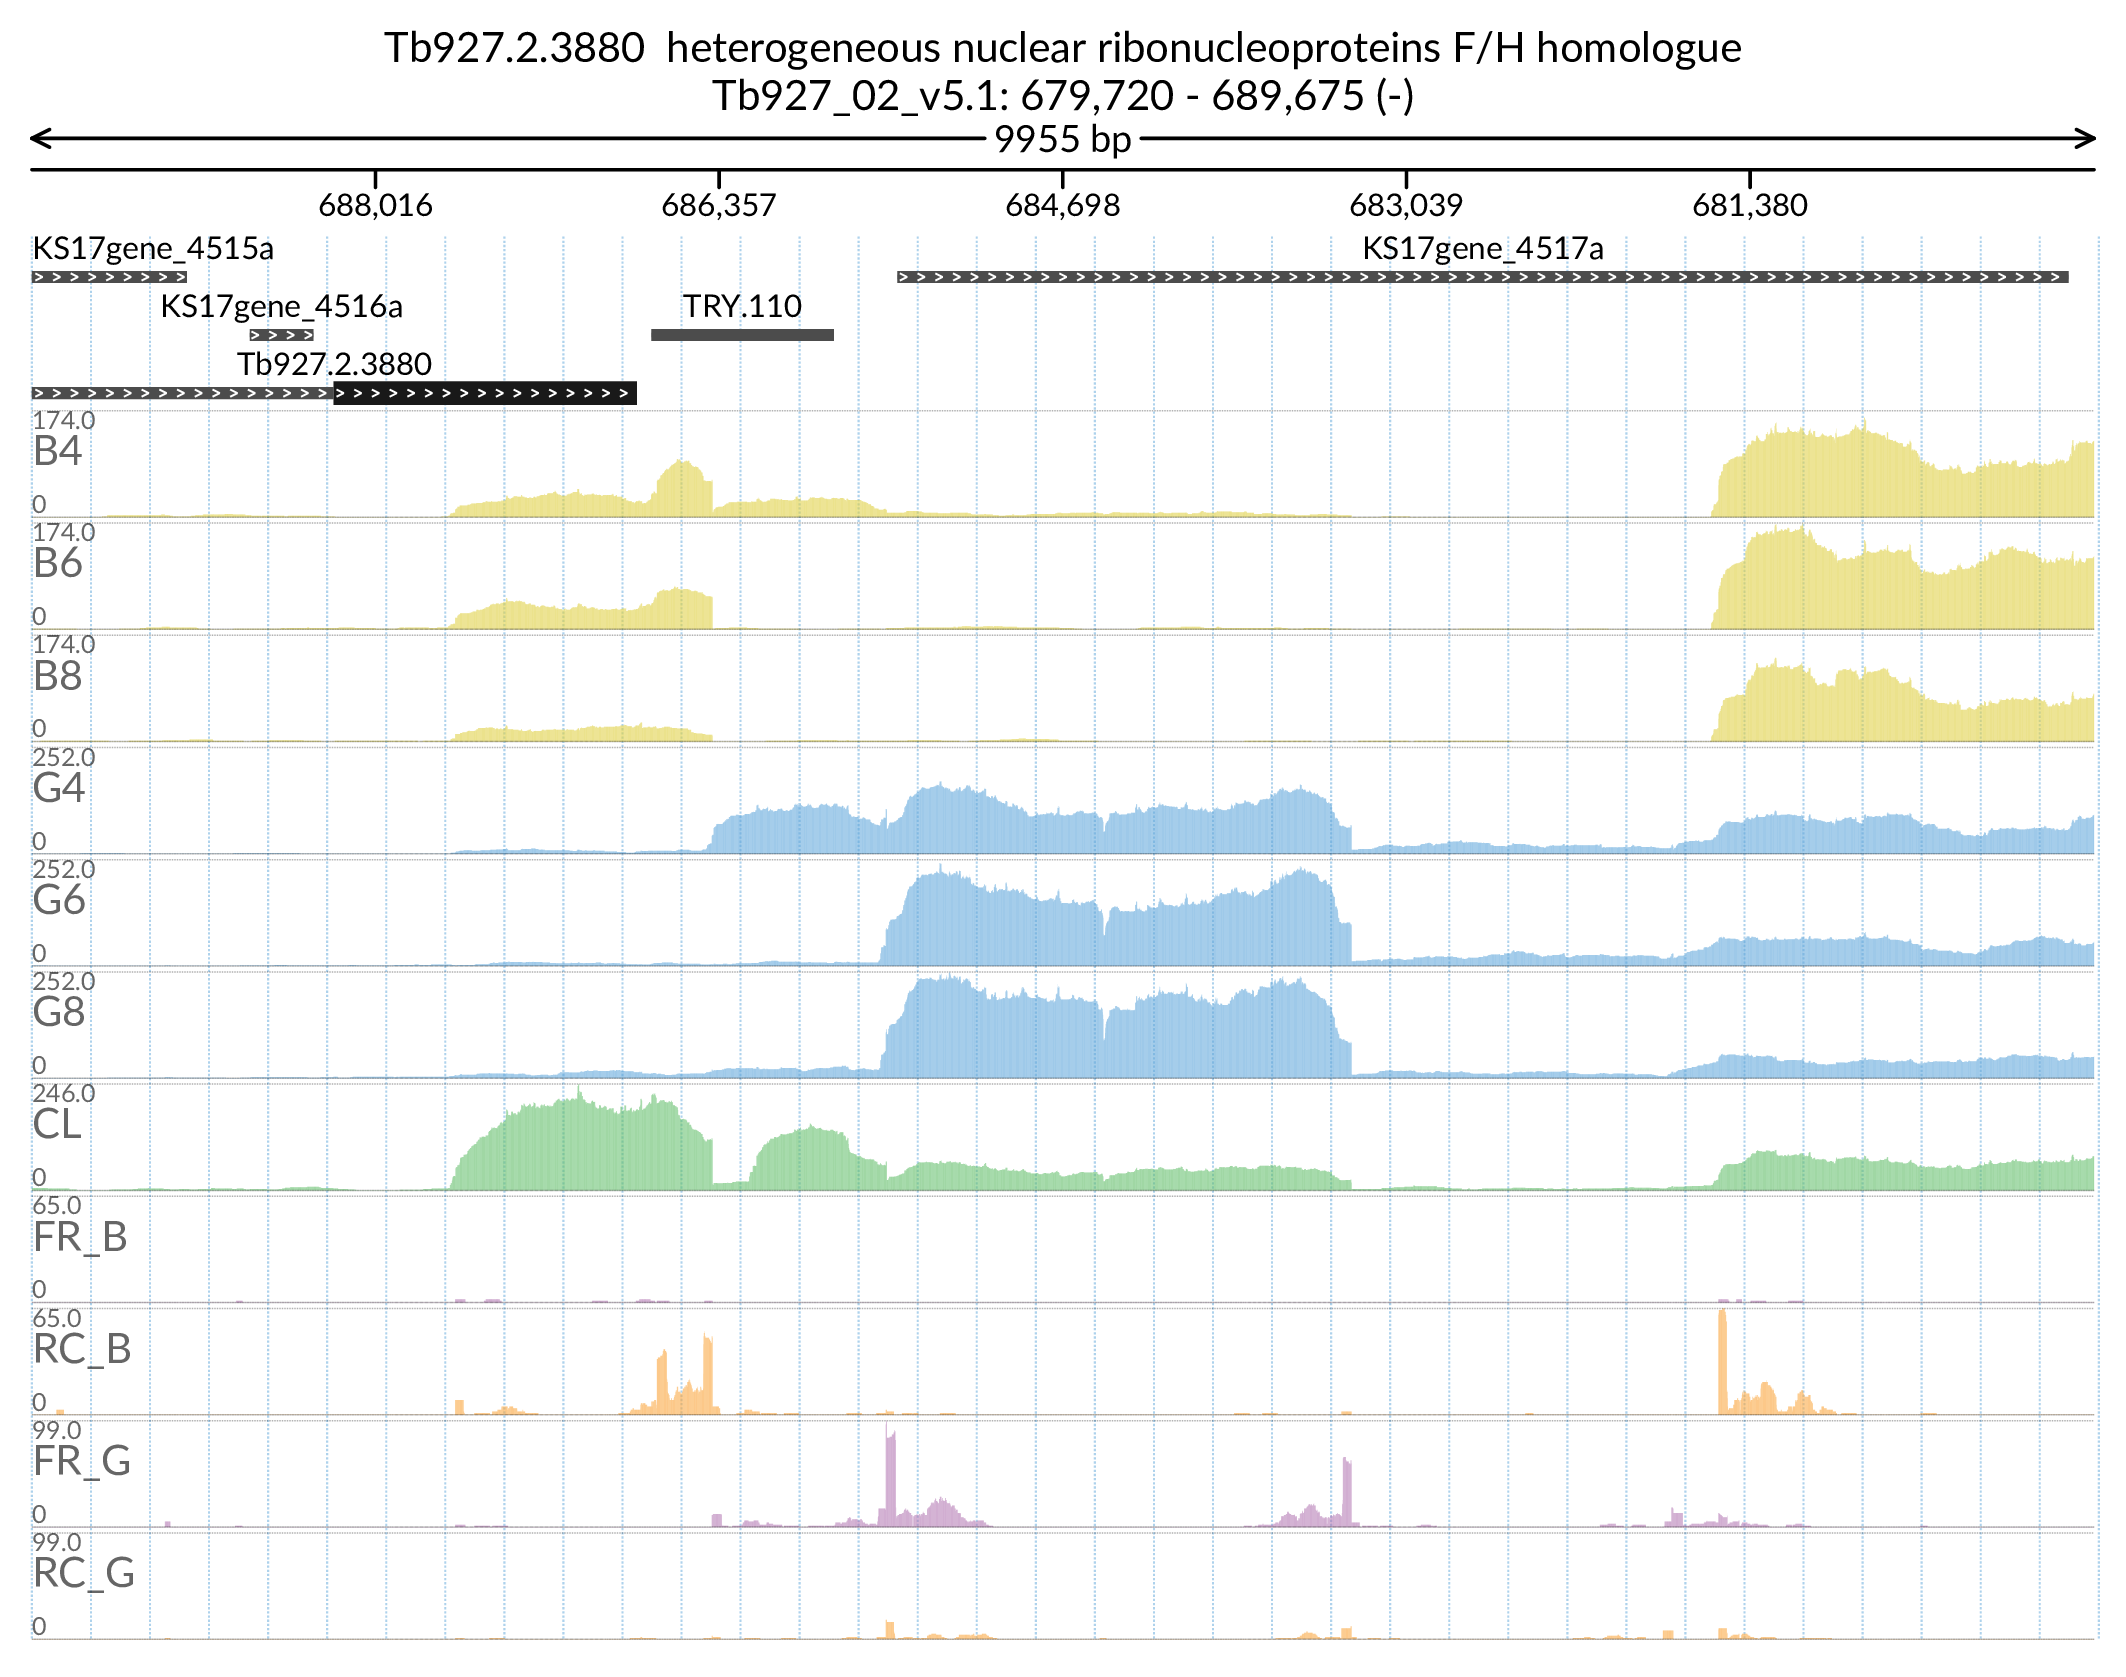 Tb927.2.3880 heterogeneous nuclear ribonucleoproteins F/H homologue
Tb927_02_v5.1: 679,720 - 689,675 (-)
9955 bp
688,016 686,357 684,698 683,039 681,380
KS17gene_4515a KS17gene_4517a
KS17gene_4516a TRY.110
Tb927.2.3880
174.0
B4
0
174.0
B6
0
174.0
B8
0
252.0
G4
0
252.0
G6
0
252.0
G8
0
246.0
CL
0
65.0
FR_B
0
65.0
RC_B
0
99.0
FR_G
0
99.0
RC_G
0